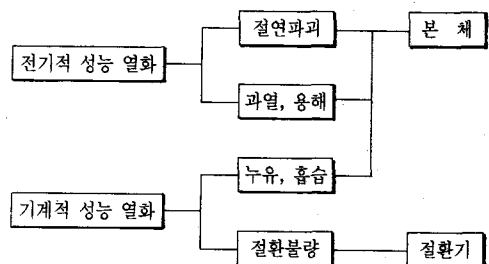 절연파괴
본 체
전기적 성능 열화
과열, 용해
누유, 흡습
기계적 성능 열화
절환불량
절환기